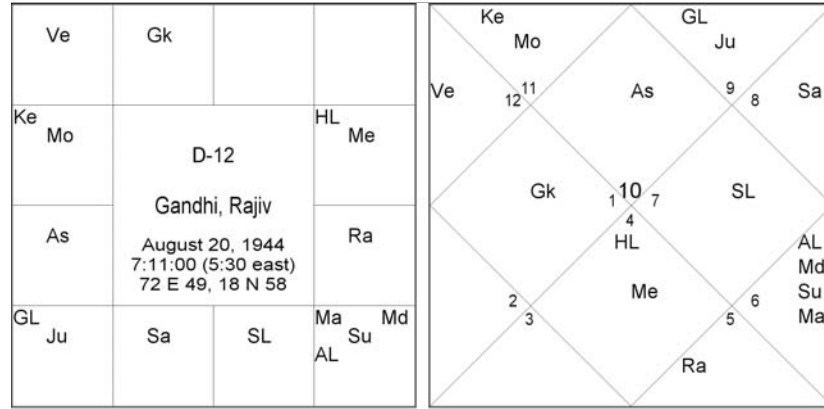 Ve Gk
Ke HL
Mo Me
D-12
Gandhi, Rajiv
August 20, 1944
7:11:00 (5:30 east)
72 E 49, 18 N 58
As Ra
GL Ma Md
Ju Sa SL Su
AL
Ke GL
Mo Ju
Ve 12 11 As 9 8 Sa
Gk 1 10 7 SL
4
HL AL
Md
Me Su
2 6 Ma
3 5
Ra